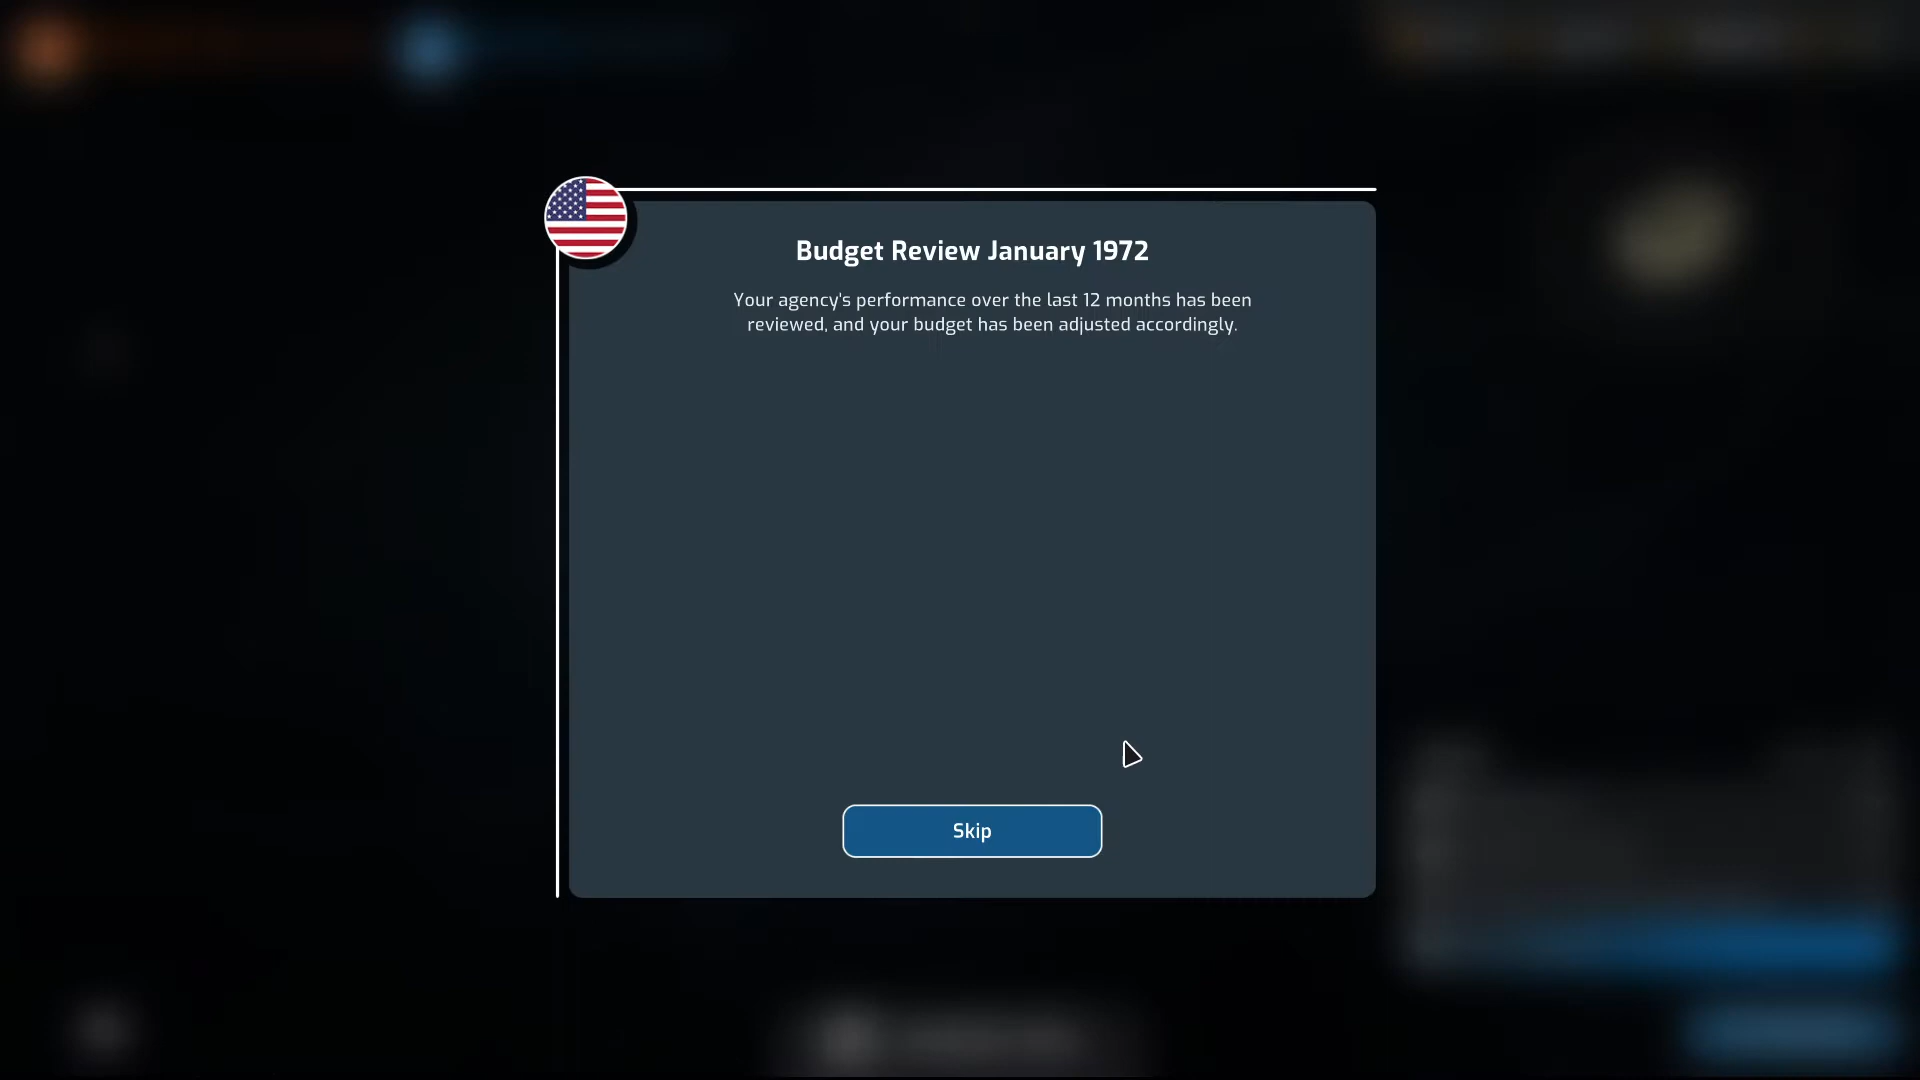 Budget Review January 1972
Your agency's performance over the last 12 months has been
reviewed, and your budget has been adjusted accordingly.
Skip